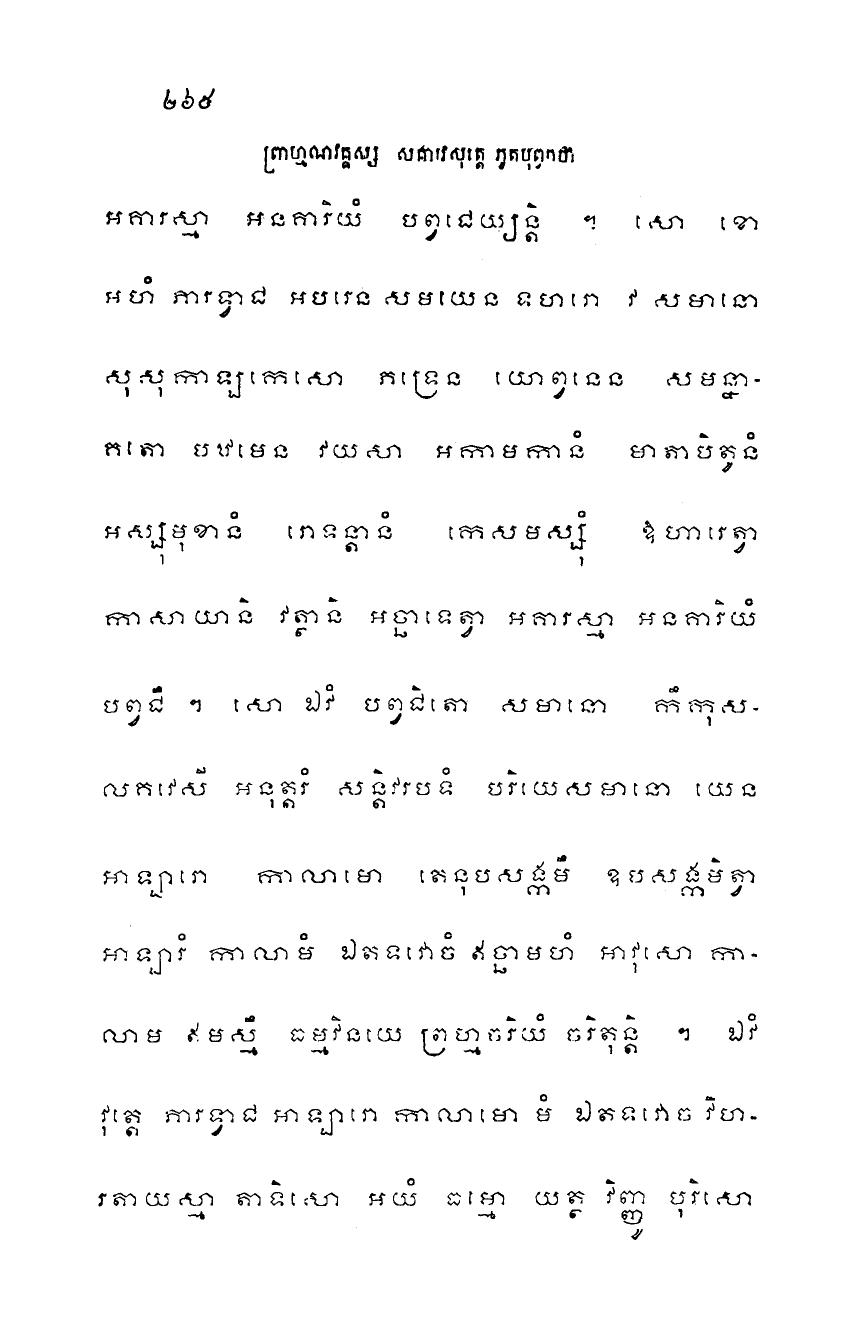 ២៦៥
ព្រាហ្មណវគ្គស្ស សគារវេសុត្តេ ភូតបុព្វកថា
អគារស្មា អនគារិយំ បព្វជេយ្យន្តិ ។ សោ ខោ
អហំ ភារទ្វាជ អបរេន សមយេន ទហរោ វ សមានោ
សុសុកាឡកេសោ ភទ្រេន យោព្វនេន សមន្នា-
គតោ បឋមេន វយសា អកាមកានំ មាតាបិតូនំ
អស្សុមុខានំ រោទន្តានំ កេសមស្សុំ ឱហារេត្វា
កាសាយានិ វត្ថានិ អច្ឆាទេត្វា អគារស្មា អនគារិយំ
បព្វជឹ ។ សោ ឯវំ បព្វជិតោ សមានោ កឹកុស-
លគវេសី អនុត្តរំ សន្តិវរបទំ បរិយេសមានោ យេន
អាឡារោ កាលាមោ តេនុបសង្កមឹ ឧបសង្កមិត្វា
អាឡារំ កាលាមំ ឯតទវោចំ ឥច្ឆាមហំ អាវុសោ កា-
លាម ឥមស្មឹ ធម្មវិនយេ ព្រហ្មចរិយំ ចរិតុន្តិ ។ ឯវំ
វុត្តេ ភារទ្វាជ អាឡារោ កាលាមោ មំ ឯតទវោច វិហ-
រតាយស្មា តាទិសោ អយំ ធម្មោ យត្ថ វិញ្ញូ បុរិសោ